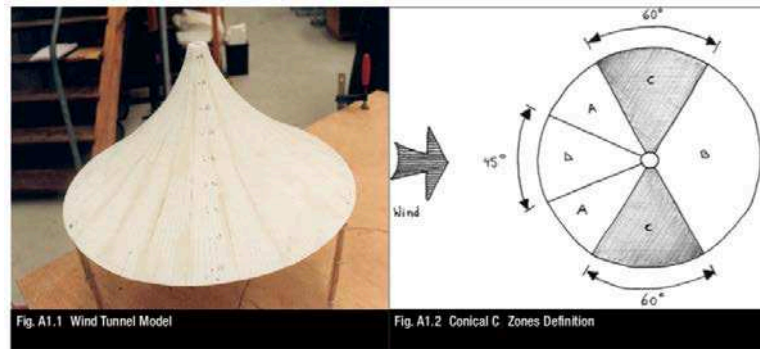 60°
C
A
45°
D
B
Wind
A
C
60°
Fig. A1.1 Wind Tunnel Model
Fig. A1.2 Conical C Zones Definition